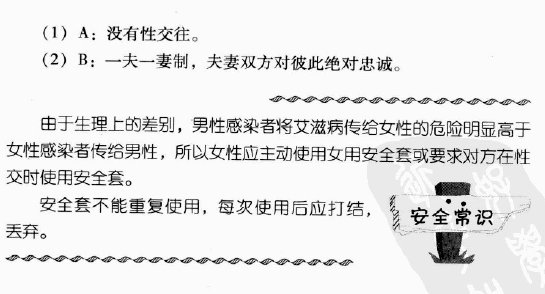 (1) A：没有性交往。
(2) B：一夫一妻制，夫妻双方对彼此绝对忠诚。
由于生理上的差别，男性感染者将艾滋病传给女性的危险明显高于
女性感染者传给男性，所以女性应主动使用女用安全套或要求对方在性
交时使用安全套。
安全套不能重复使用，每次使用后应打结，
丢弃。
安全常识